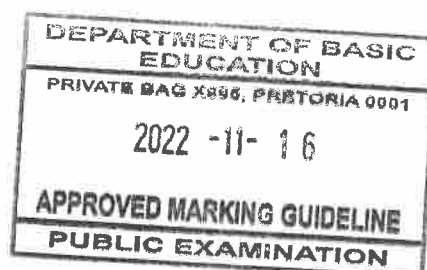 DEPARTMENT OF BASIC
EDUCATION
PRIVATE BAG X895, PRETORIA 0001
2022 -11- 16
APPROVED MARKING GUIDELINE
PUBLIC EXAMINATION